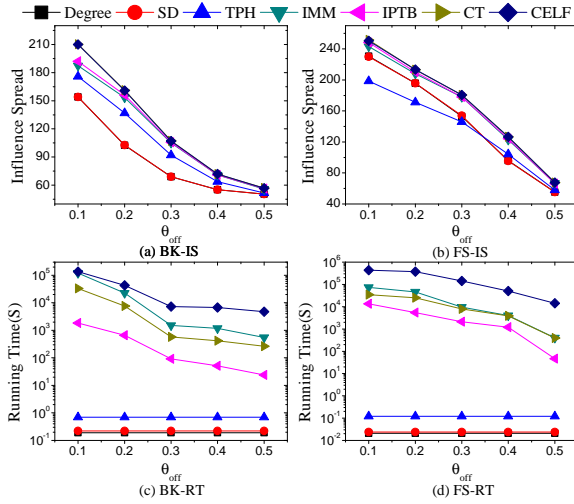 Degree SD TPH IMM IPTB CT CELF
Influence Spread
210
180
150
120
90
60
0.1 0.2 0.3 0.4 0.5
θoff
(a) BK-IS
Influence Spread
280
240
200
160
120
80
40
0.1 0.2 0.3 0.4 0.5
θoff
(b) FS-IS
Running Time(S)
10^5
10^4
10^3
10^2
10^1
10^0
10^-1
0.1 0.2 0.3 0.4 0.5
θoff
(c) BK-RT
Running Time(S)
10^6
10^5
10^4
10^3
10^2
10^1
10^0
10^-1
10^-2
0.1 0.2 0.3 0.4 0.5
θoff
(d) FS-RT